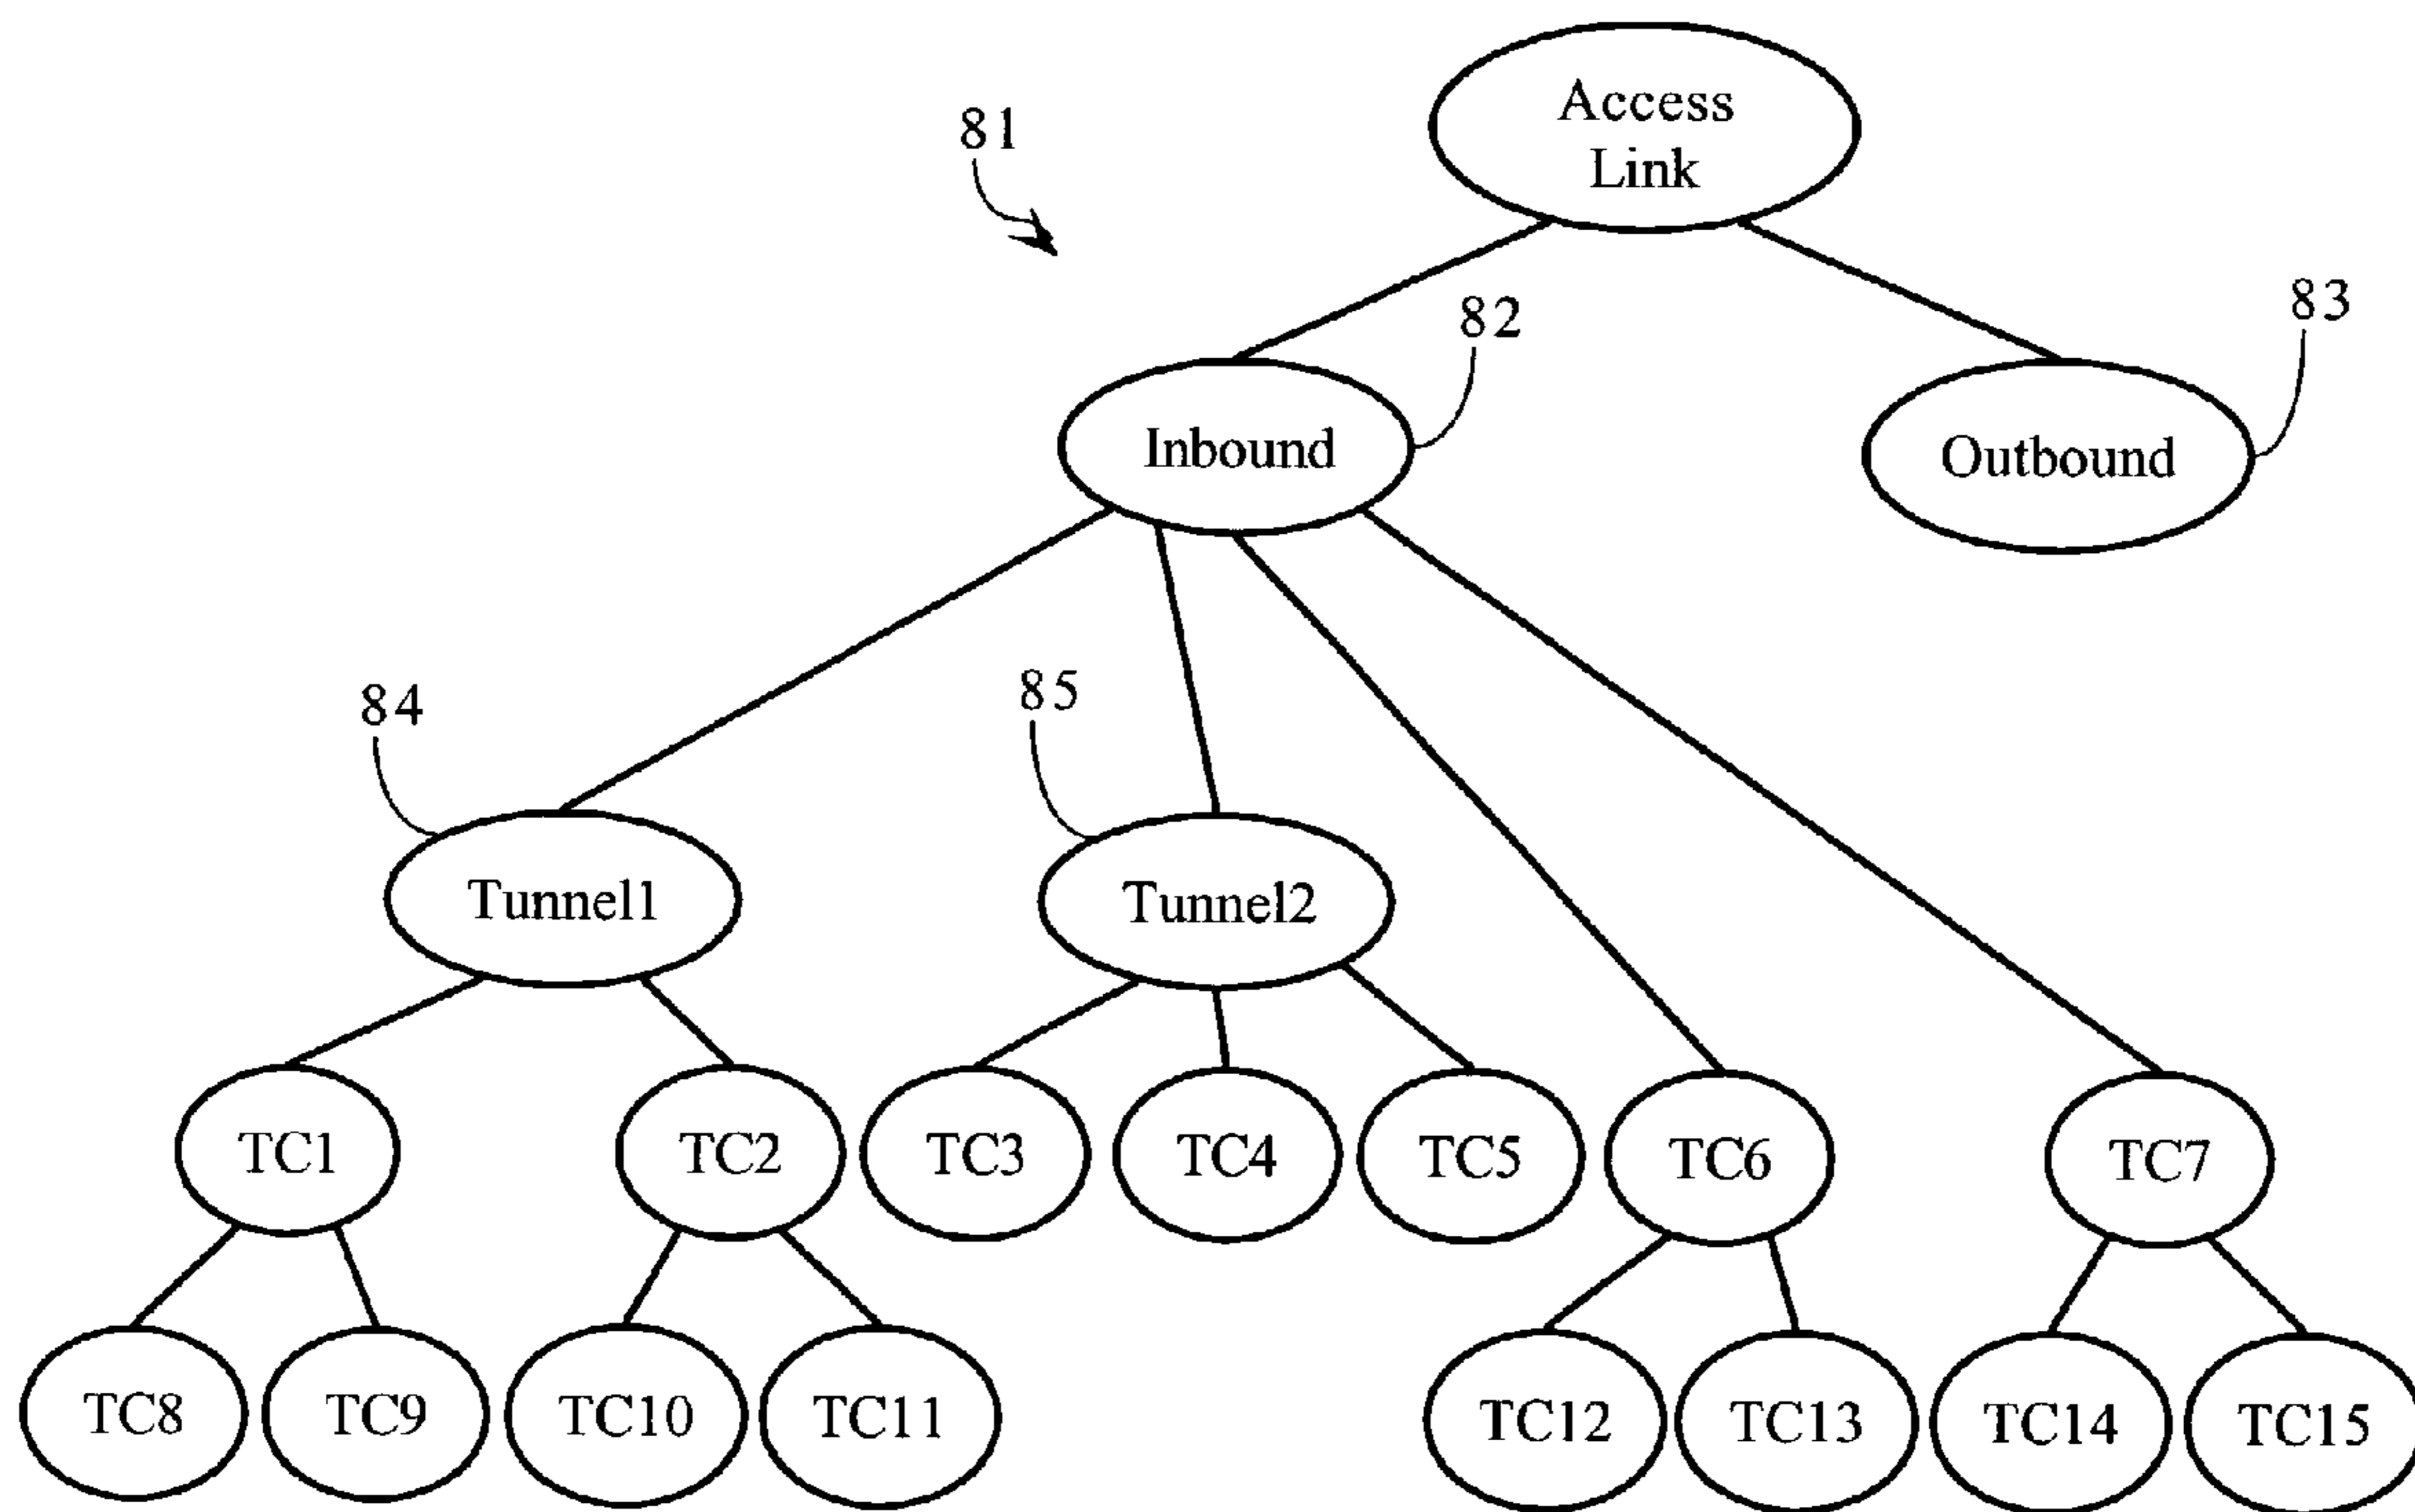 Access
Link
81
82
83
Inbound
Outbound
84
85
Tunnel1
Tunnel2
TC1
TC2
TC3
TC4
TC5
TC6
TC7
TC8
TC9
TC10
TC11
TC12
TC13
TC14
TC15